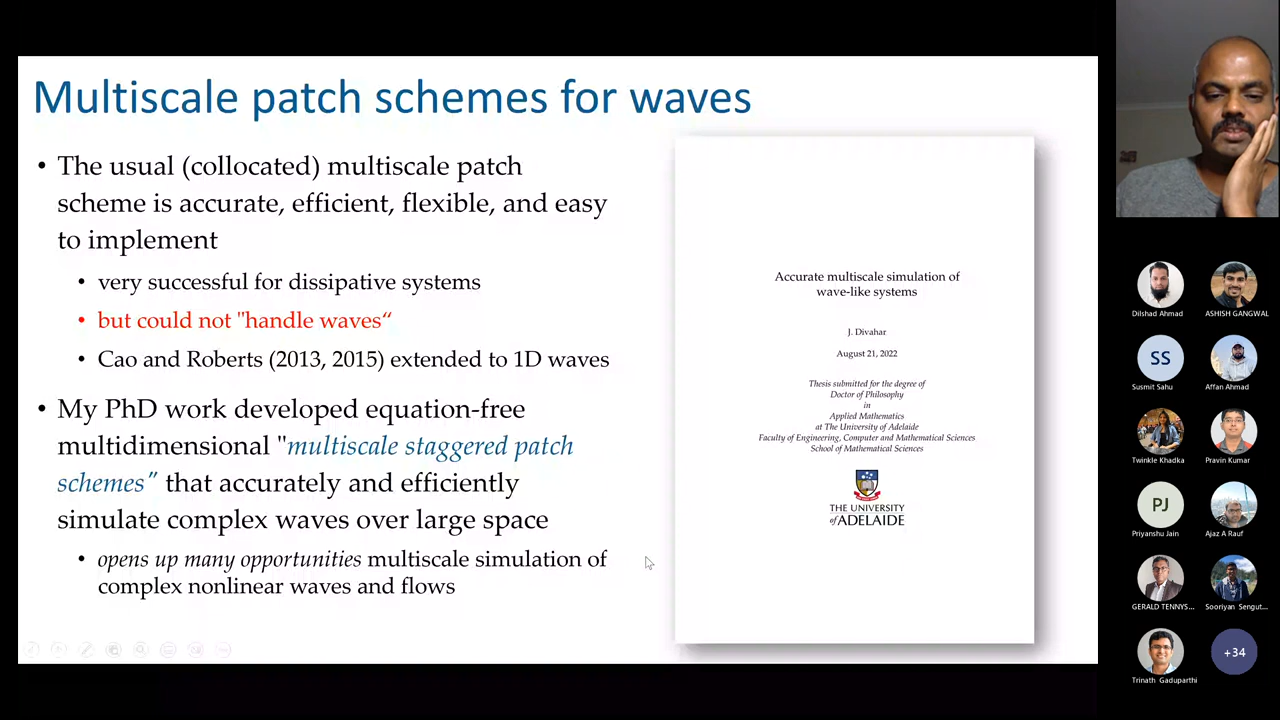 Multiscale patch schemes for waves
• The usual (collocated) multiscale patch
scheme is accurate, efficient, flexible, and easy
to implement
• very successful for dissipative systems
• but could not "handle waves“
• Cao and Roberts (2013, 2015) extended to 1D waves
• My PhD work developed equation-free
multidimensional "multiscale staggered patch
schemes” that accurately and efficiently
simulate complex waves over large space
• opens up many opportunities multiscale simulation of
complex nonlinear waves and flows
Accurate multiscale simulation of
wave-like systems
J. Divahar
August 21, 2022
Thesis submitted for the degree of
Doctor of Philosophy
in
Applied Mathematics
at The University of Adelaide
Faculty of Engineering, Computer and Mathematical Sciences
School of Mathematical Sciences
THE UNIVERSITY
of ADELAIDE
Dilshad Ahmad
ASHISH GANGWAL
SS
Susmit Sahu
Affan Ahmad
Twinkle Khadka
Pravin Kumar
PJ
Priyanshu Jain
Ajaz A Rauf
GERALD TENNYS...
Sooriyan Sengut...
Trinath Gaduparthi
+34